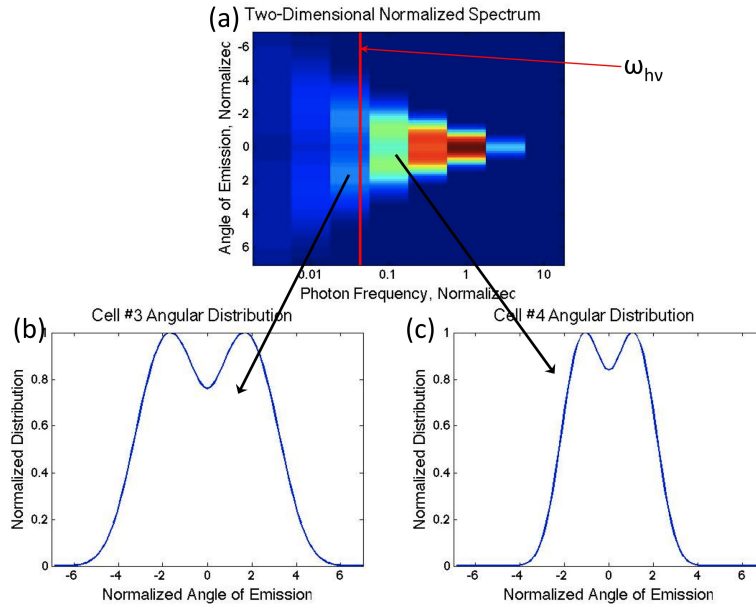 (a) Two-Dimensional Normalized Spectrum
ωhν
Angle of Emission, Normalized
-6
-4
-2
0
2
4
6
0.01 0.1 1 10
Photon Frequency, Normalized
(b) Cell #3 Angular Distribution
Normalized Distribution
1
0.8
0.6
0.4
0.2
0
-6 -4 -2 0 2 4 6
Normalized Angle of Emission
(c) Cell #4 Angular Distribution
Normalized Distribution
1
0.8
0.6
0.4
0.2
0
-6 -4 -2 0 2 4 6
Normalized Angle of Emission